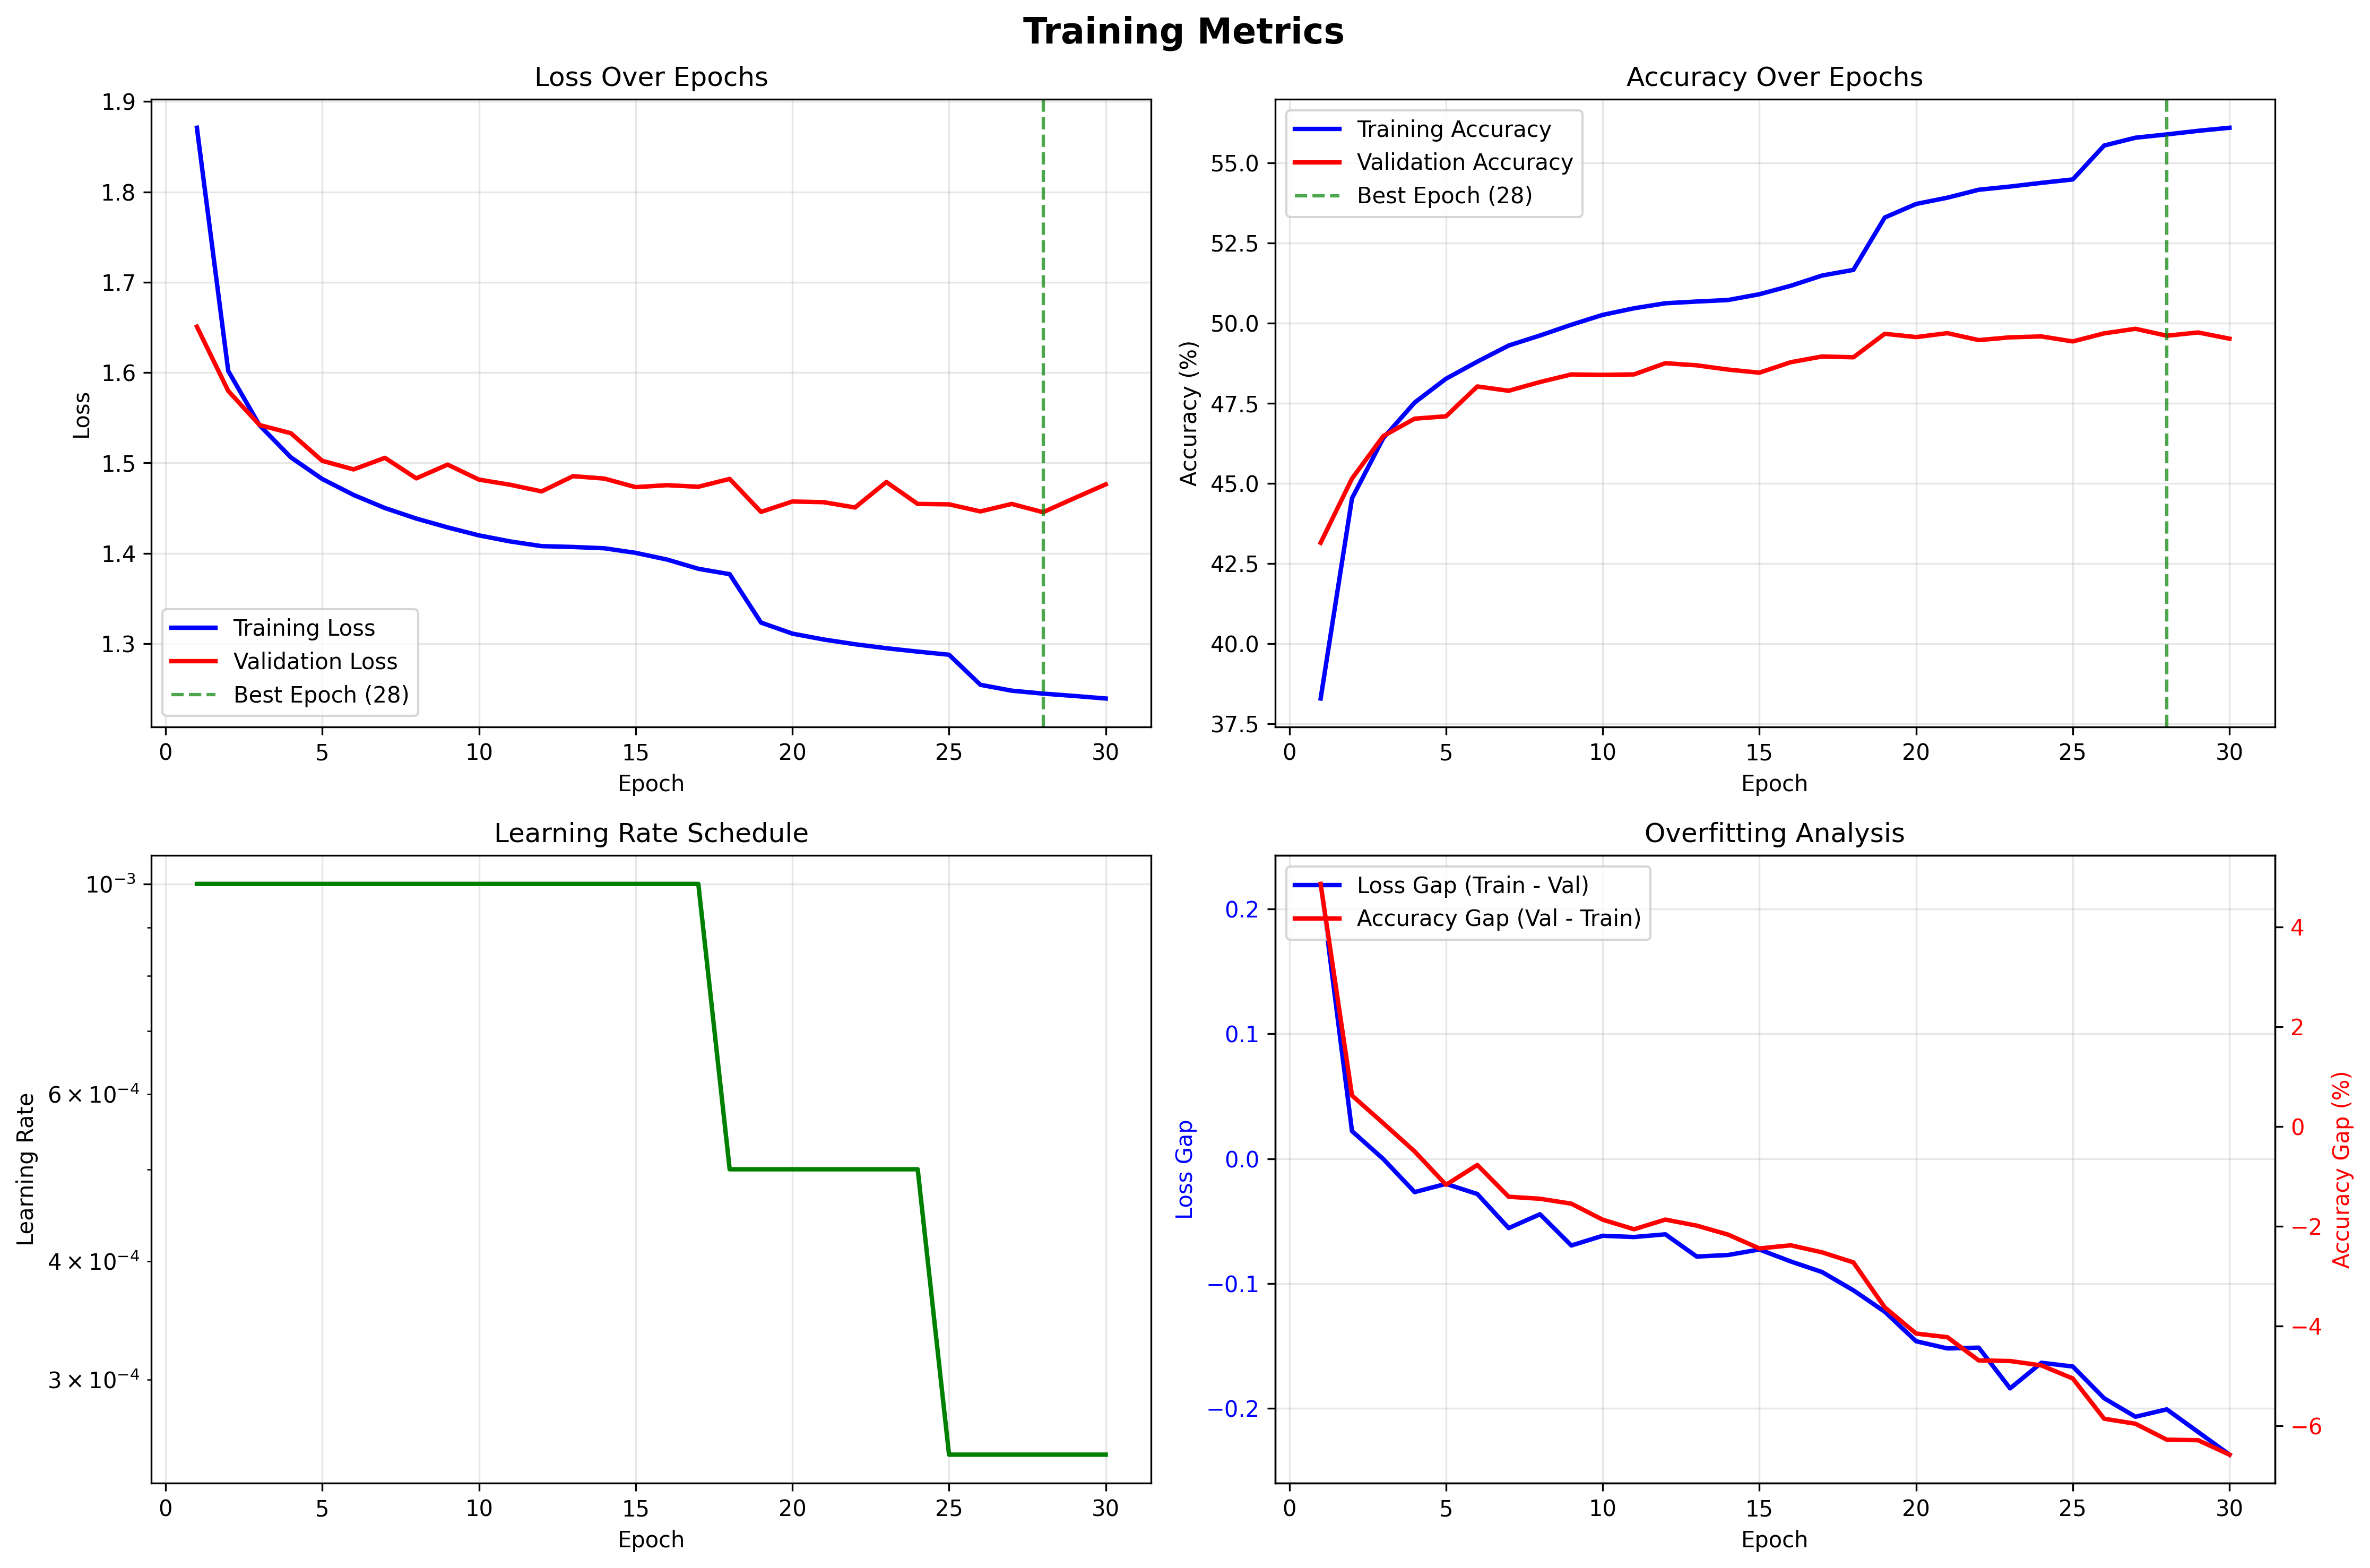 Training Metrics
Loss Over Epochs
1.9
1.8
1.7
1.6
1.5
1.4
1.3
Loss
Training Loss
Validation Loss
Best Epoch (28)
0 5 10 15 20 25 30
Epoch
Accuracy Over Epochs
Training Accuracy
Validation Accuracy
Best Epoch (28)
55.0
52.5
50.0
47.5
45.0
42.5
40.0
37.5
Accuracy (%)
0 5 10 15 20 25 30
Epoch
Learning Rate Schedule
10⁻³
6 × 10⁻⁴
4 × 10⁻⁴
3 × 10⁻⁴
Learning Rate
0 5 10 15 20 25 30
Epoch
Overfitting Analysis
Loss Gap (Train - Val)
Accuracy Gap (Val - Train)
0.2
0.1
0.0
−0.1
−0.2
Loss Gap
4
2
0
−2
−4
−6
Accuracy Gap (%)
0 5 10 15 20 25 30
Epoch